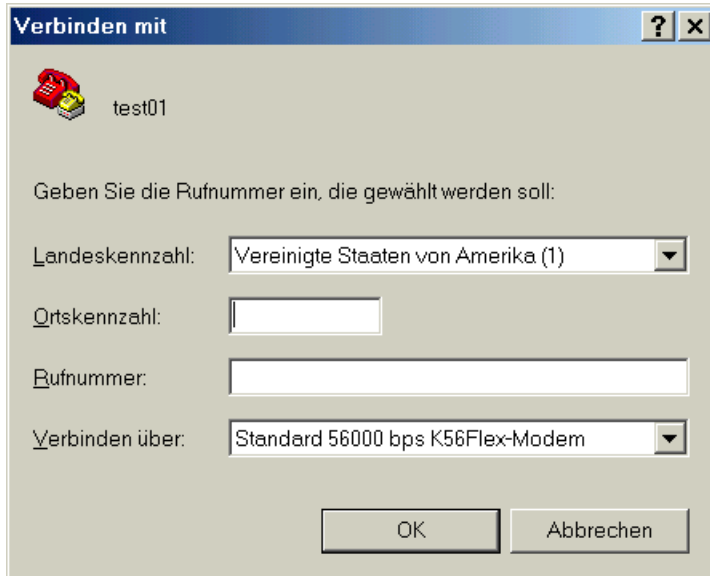 Verbinden mit
test01
Geben Sie die Rufnummer ein, die gewählt werden soll:
Landeskennzahl: Vereinigte Staaten von Amerika (1)
Ortskennzahl:
Rufnummer:
Verbinden über: Standard 56000 bps K56Flex-Modem
OK Abbrechen